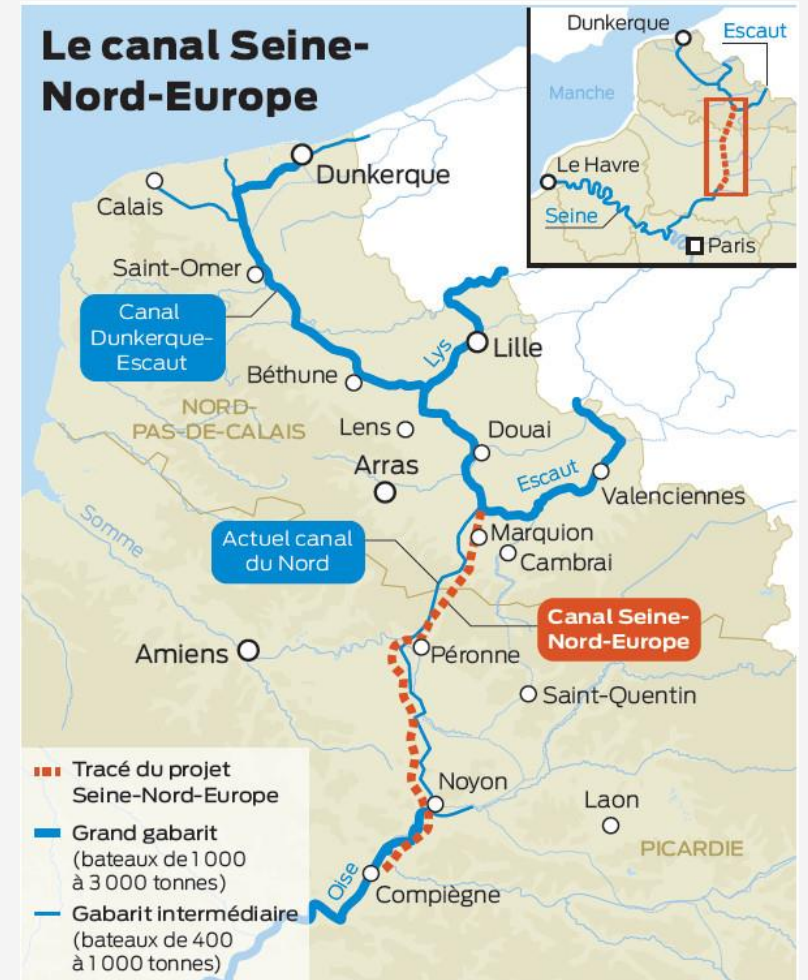 Le canal Seine-
Nord-Europe
Dunkerque
Escaut
Manche
Le Havre
Seine
Paris
Dunkerque
Calais
Saint-Omer
Canal
Dunkerque-
Escaut
Lys
Lille
Béthune
NORD-
PAS-DE-CALAIS
Lens
Douai
Arras
Escaut
Valenciennes
Somme
Actuel canal
du Nord
Marquion
Cambrai
Canal Seine-
Nord-Europe
Amiens
Péronne
Saint-Quentin
Noyon
Laon
PICARDIE
Oise
Compiègne
Tracé du projet
Seine-Nord-Europe
Grand gabarit
(bateaux de 1 000
à 3 000 tonnes)
Gabarit intermédiaire
(bateaux de 400
à 1 000 tonnes)